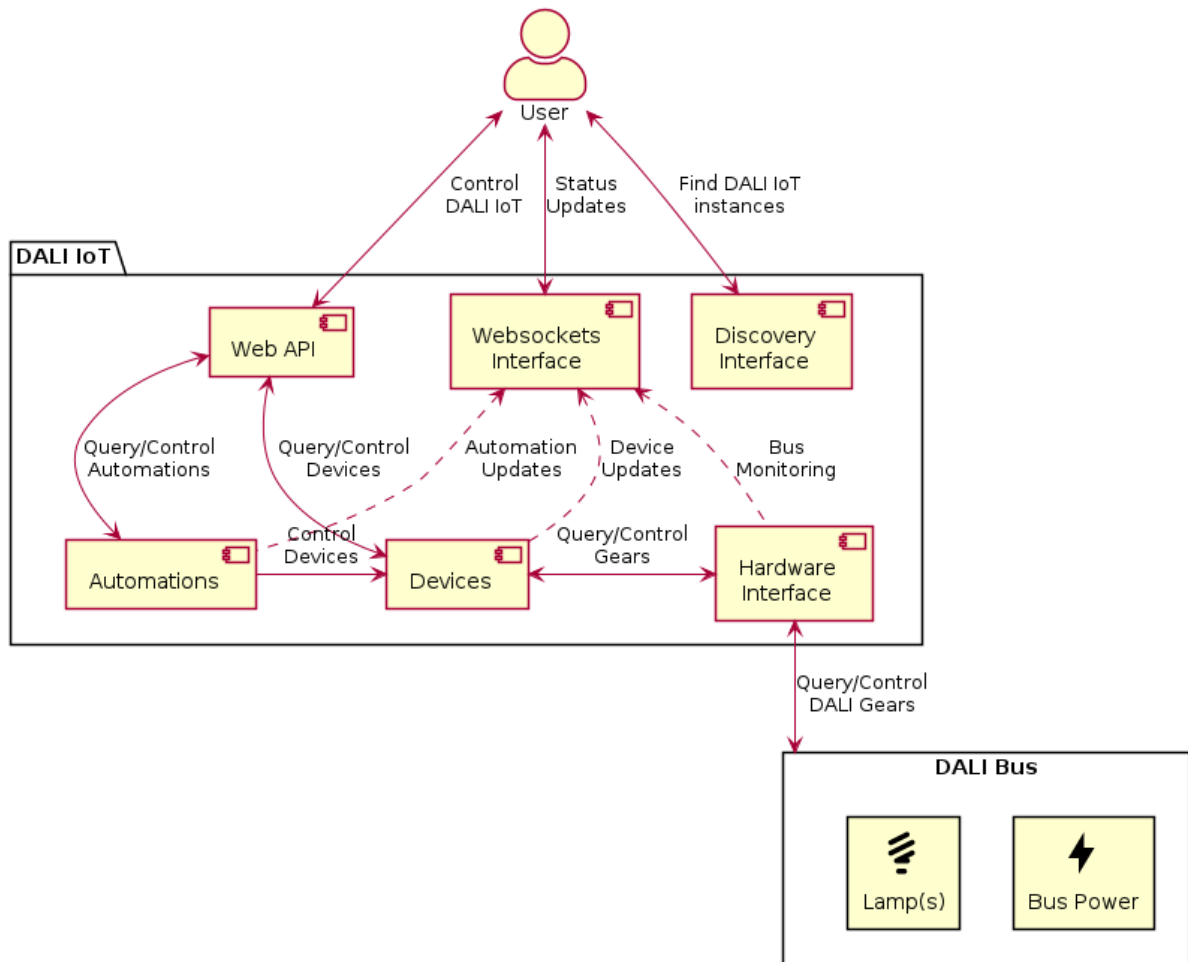 User
Control
DALI IoT
Status
Updates
Find DALI IoT
instances
DALI IoT
Web API
Websockets
Interface
Discovery
Interface
Query/Control
Automations
Query/Control
Devices
Automation
Updates
Device
Updates
Bus
Monitoring
Control
Devices
Query/Control
Gears
Automations
Devices
Hardware
Interface
Query/Control
DALI Gears
DALI Bus
Lamp(s)
Bus Power